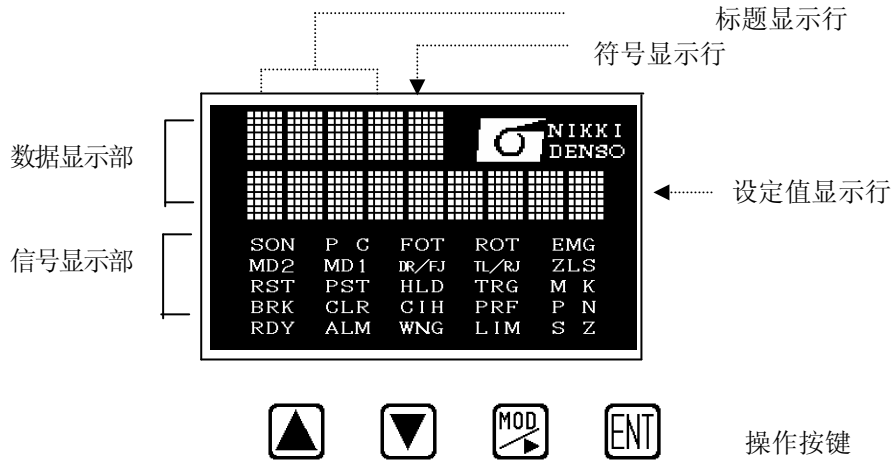 标题显示行
符号显示行
NIKKI
DENSO
数据显示部
设定值显示行
信号显示部
SON P C FOT ROT EMG
MD2 MD1 DR/FJ TL/RJ ZLS
RST PST HLD TRG M K
BRK CLR CIH PRF P N
RDY ALM WNG LIM S Z
MOD
ENT
操作按键